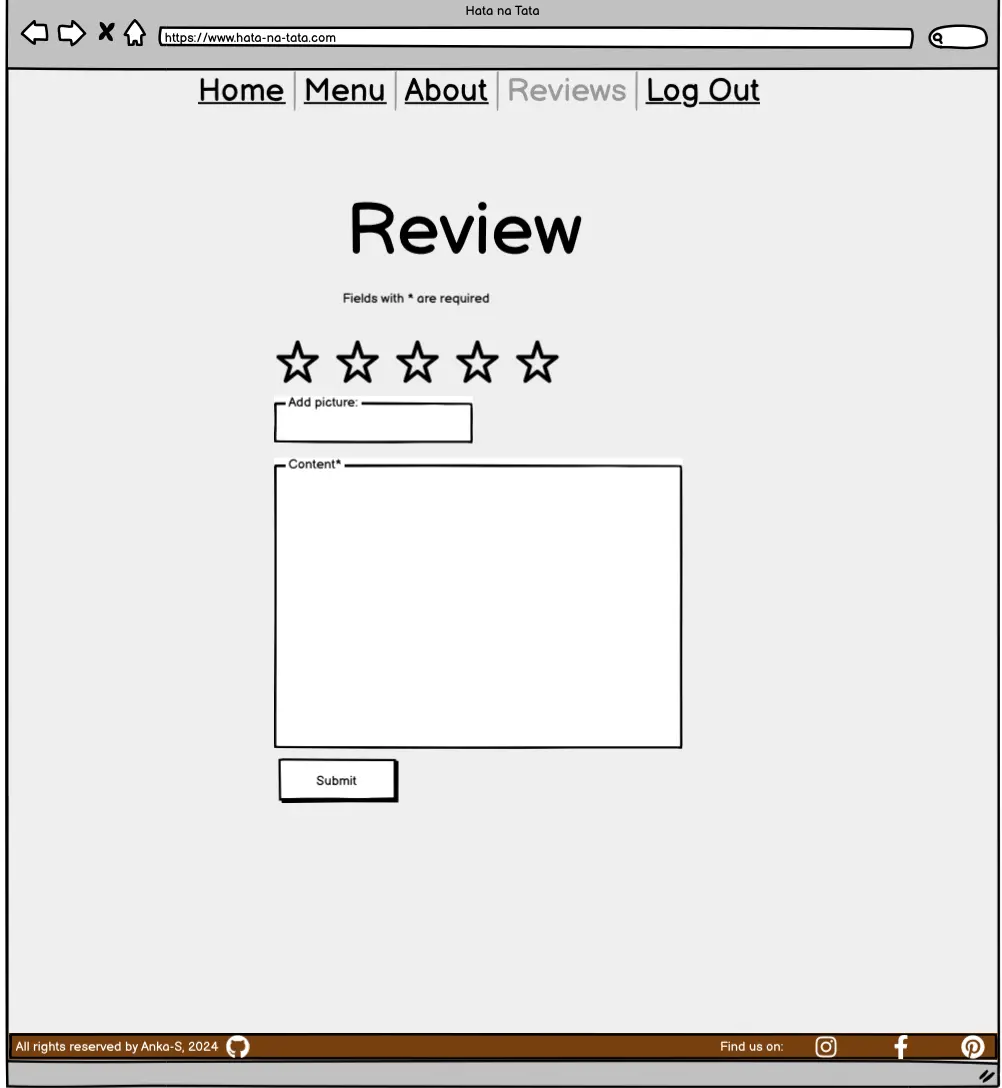 Hata na Tata
https://www.hata-na-tata.com
Home Menu About Reviews Log Out
Review
Fields with * are required
Add picture:
Content*
Submit
All rights reserved by Anka-S, 2024 Find us on: